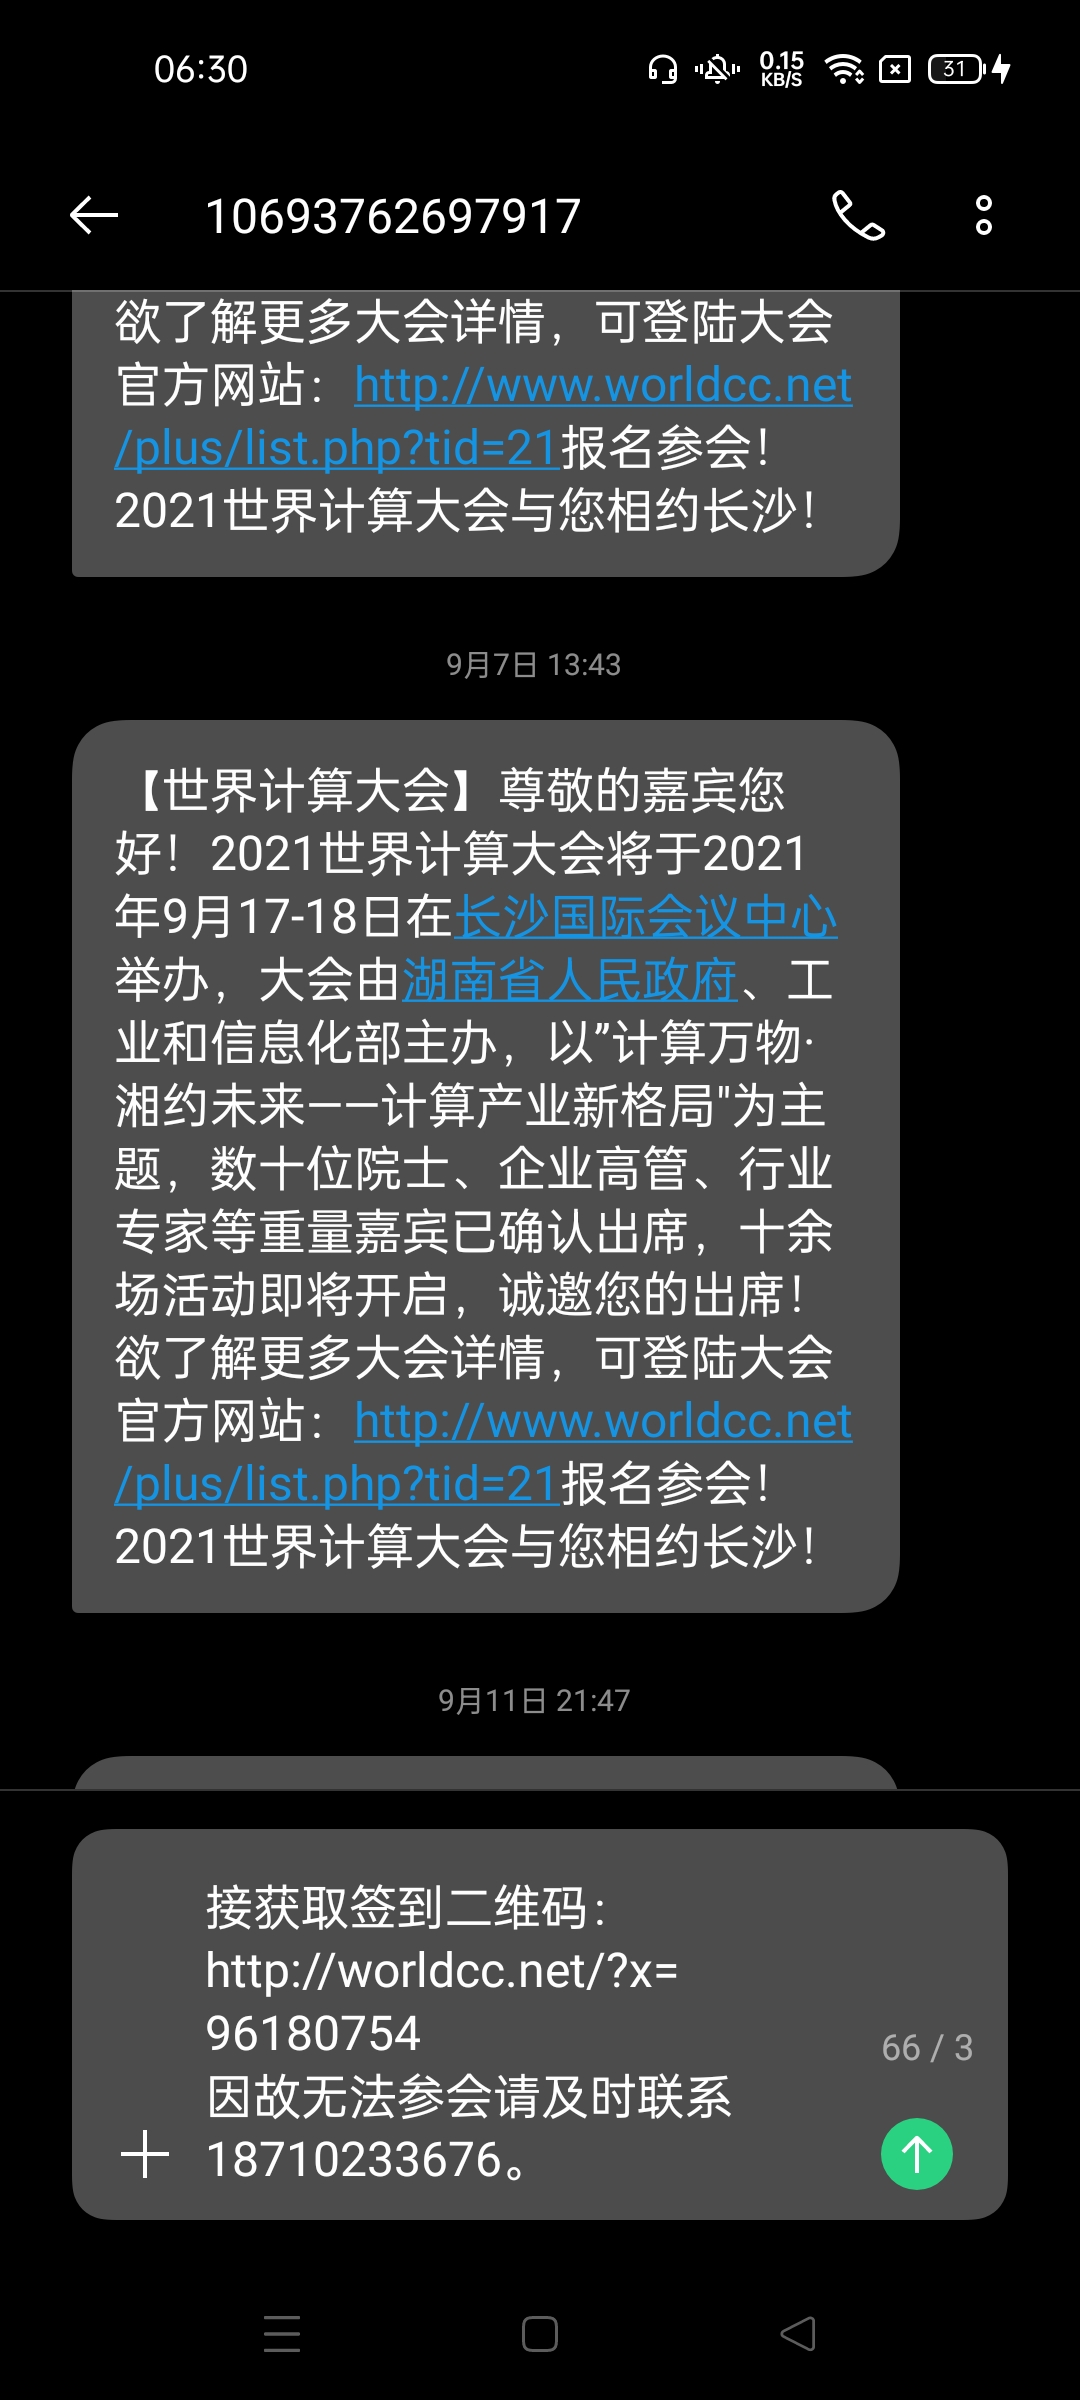 06:30
0.15
KB/S
31
10693762697917
欲了解更多大会详情，可登陆大会
官方网站：http://www.worldcc.net
/plus/list.php?tid=21报名参会！
2021世界计算大会与您相约长沙！
9月7日 13:43
【世界计算大会】尊敬的嘉宾您
好！2021世界计算大会将于2021
年9月17-18日在长沙国际会议中心
举办，大会由湖南省人民政府、工
业和信息化部主办，以”计算万物·
湘约未来——计算产业新格局"为主
题，数十位院士、企业高管、行业
专家等重量嘉宾已确认出席，十余
场活动即将开启，诚邀您的出席！
欲了解更多大会详情，可登陆大会
官方网站：http://www.worldcc.net
/plus/list.php?tid=21报名参会！
2021世界计算大会与您相约长沙！
9月11日 21:47
接获取签到二维码：
http://worldcc.net/?x=
96180754
因故无法参会请及时联系
18710233676。
66 / 3